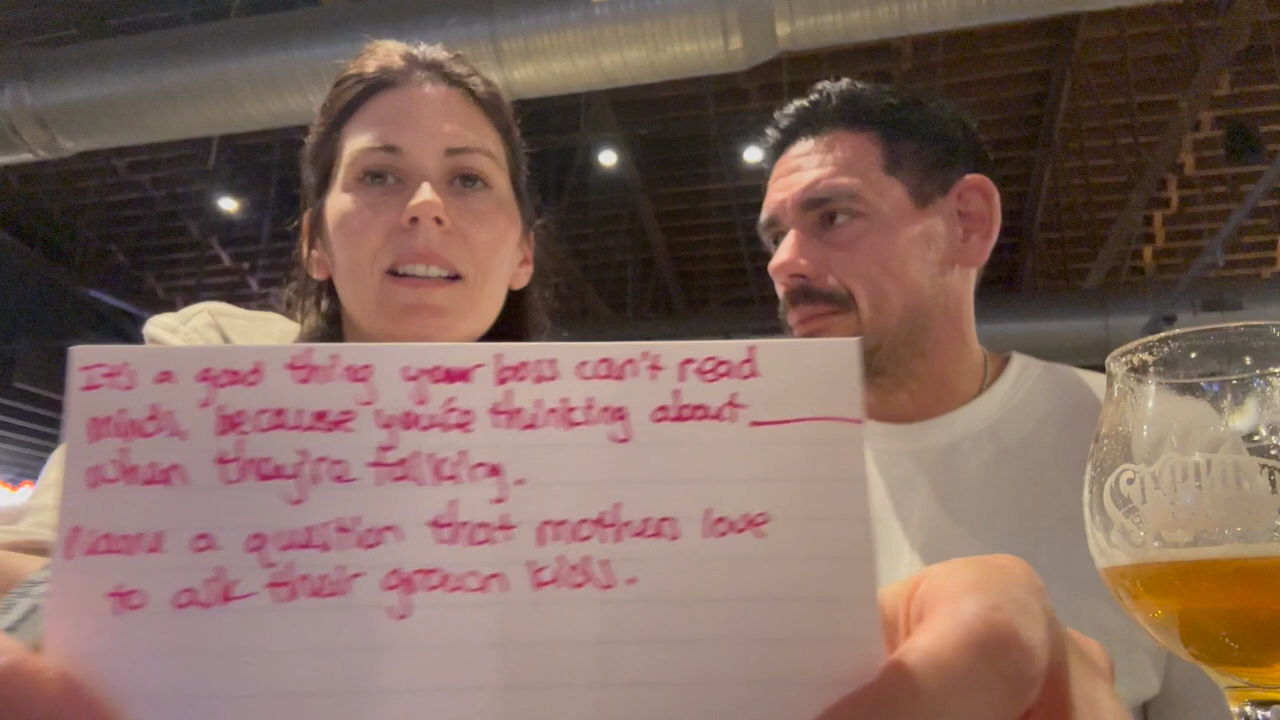 It's a good thing your boss can't read
minds, because you're thinking about ______
when they're talking.
Name a question that mothers love
to ask their grown kids.